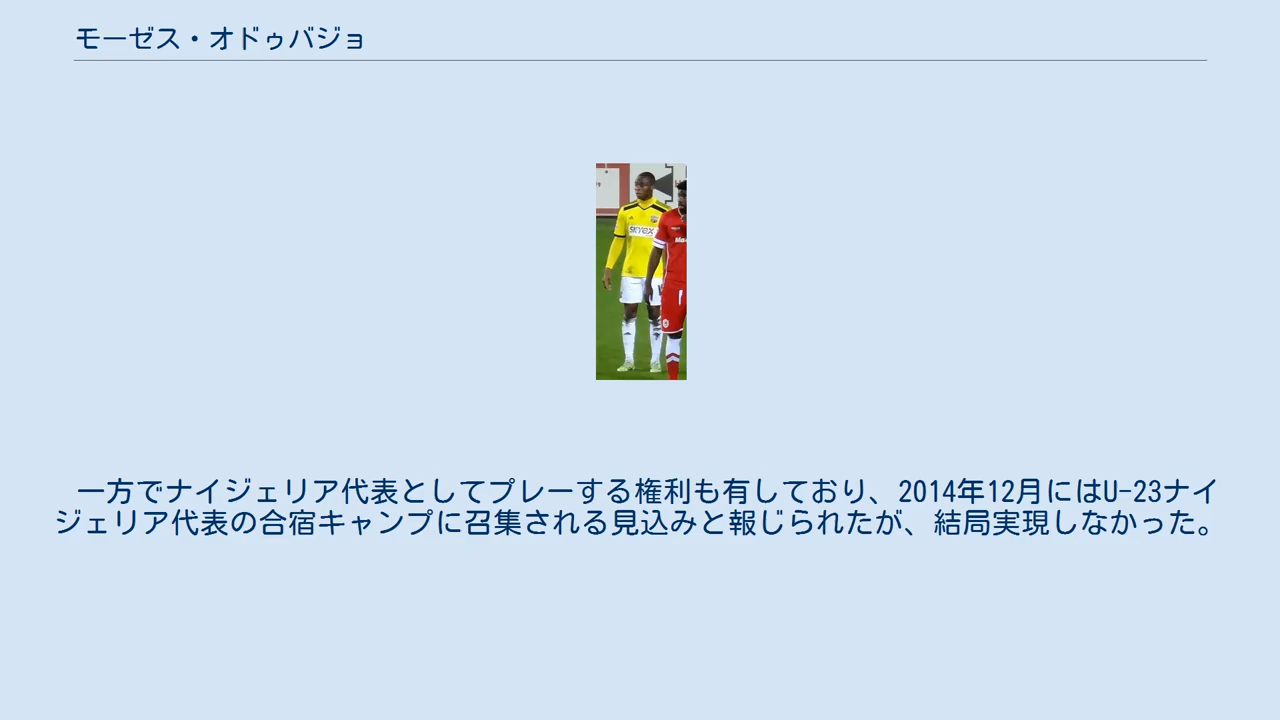 モーゼス・オドゥバジョ
SKYEX
一方でナイジェリア代表としてプレーする権利も有しており、2014年12月にはU-23ナイ
ジェリア代表の合宿キャンプに召集される見込みと報じられたが、結局実現しなかった。